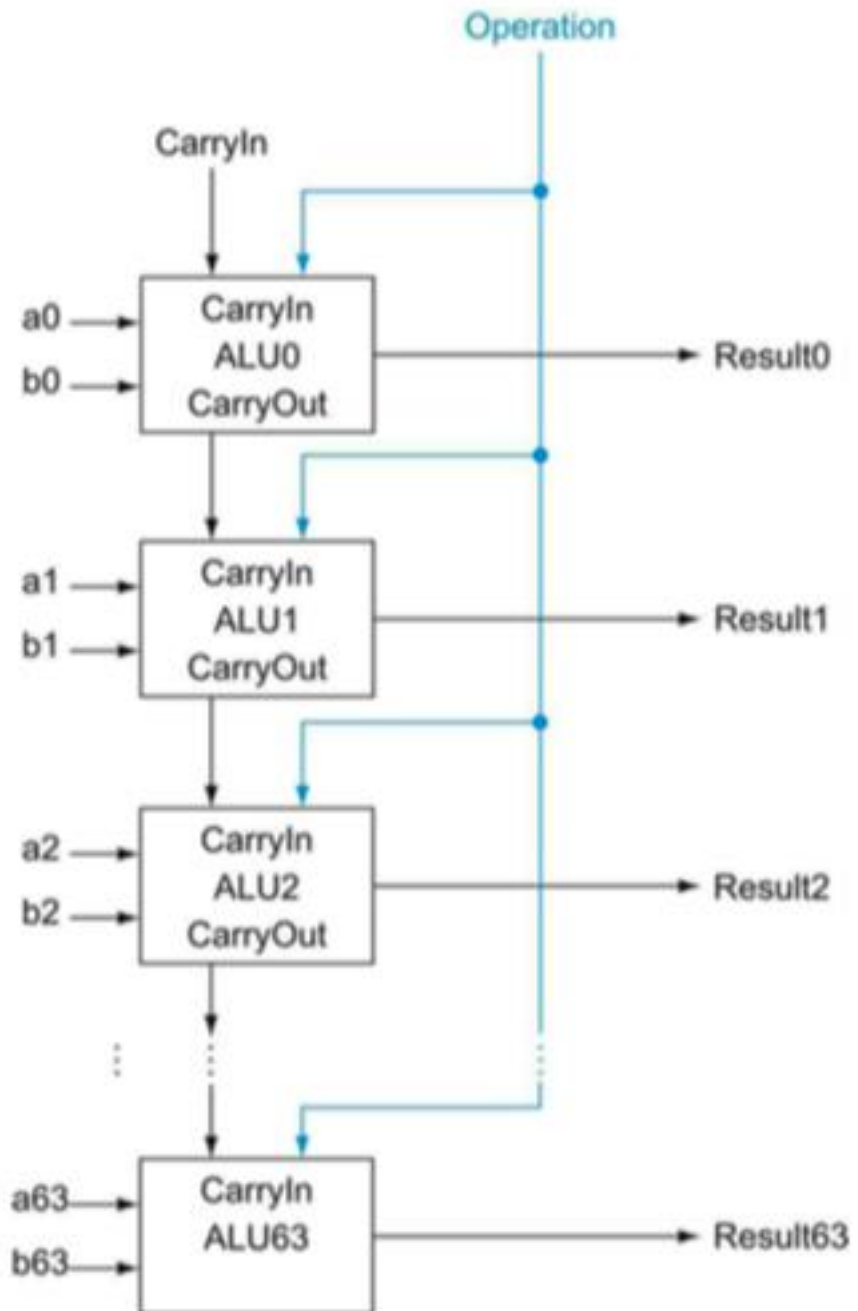 Operation
CarryIn
a0
b0
CarryIn
ALU0
CarryOut
Result0
a1
b1
CarryIn
ALU1
CarryOut
Result1
a2
b2
CarryIn
ALU2
CarryOut
Result2
a63
b63
CarryIn
ALU63
Result63